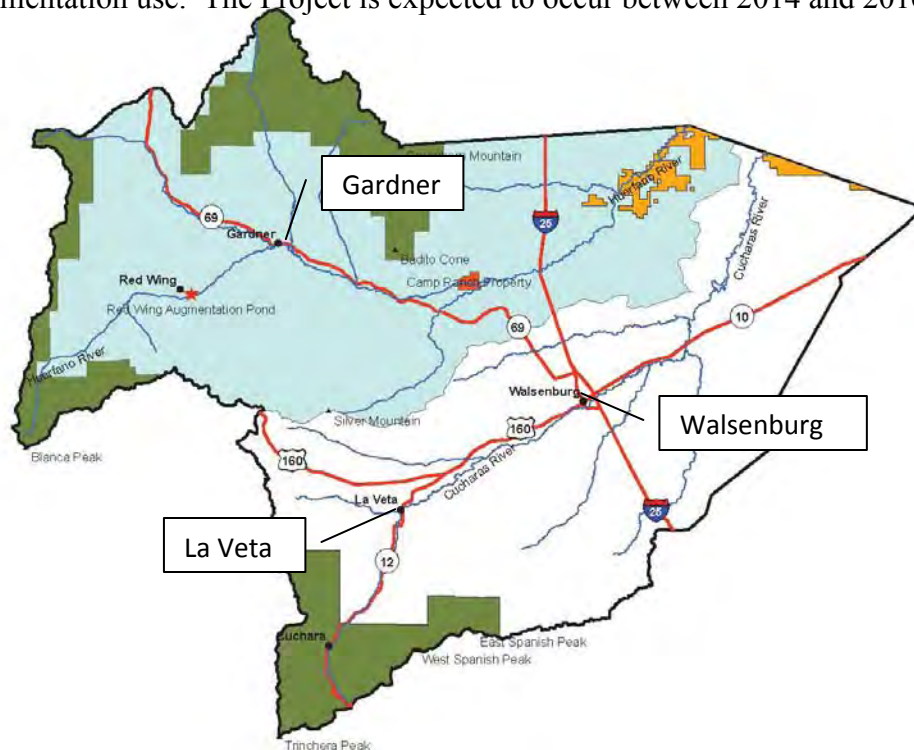 mentation use. The Project is expected to occur between 2014 and 201
Gardner
Mountain
Huerfano River
69
25
Cucharas River
Gardner
Badito Cone
Red Wing
Camp Ranch Property
Red Wing Augmentation Pond
10
69
Huerfano River
Walsenburg
Walsenburg
Silver Mountain
160
160
Blanca Peak
Cucharas River
La Veta
25
La Veta
12
Cuchara
East Spanish Peak
West Spanish Peak
Trinchera Peak